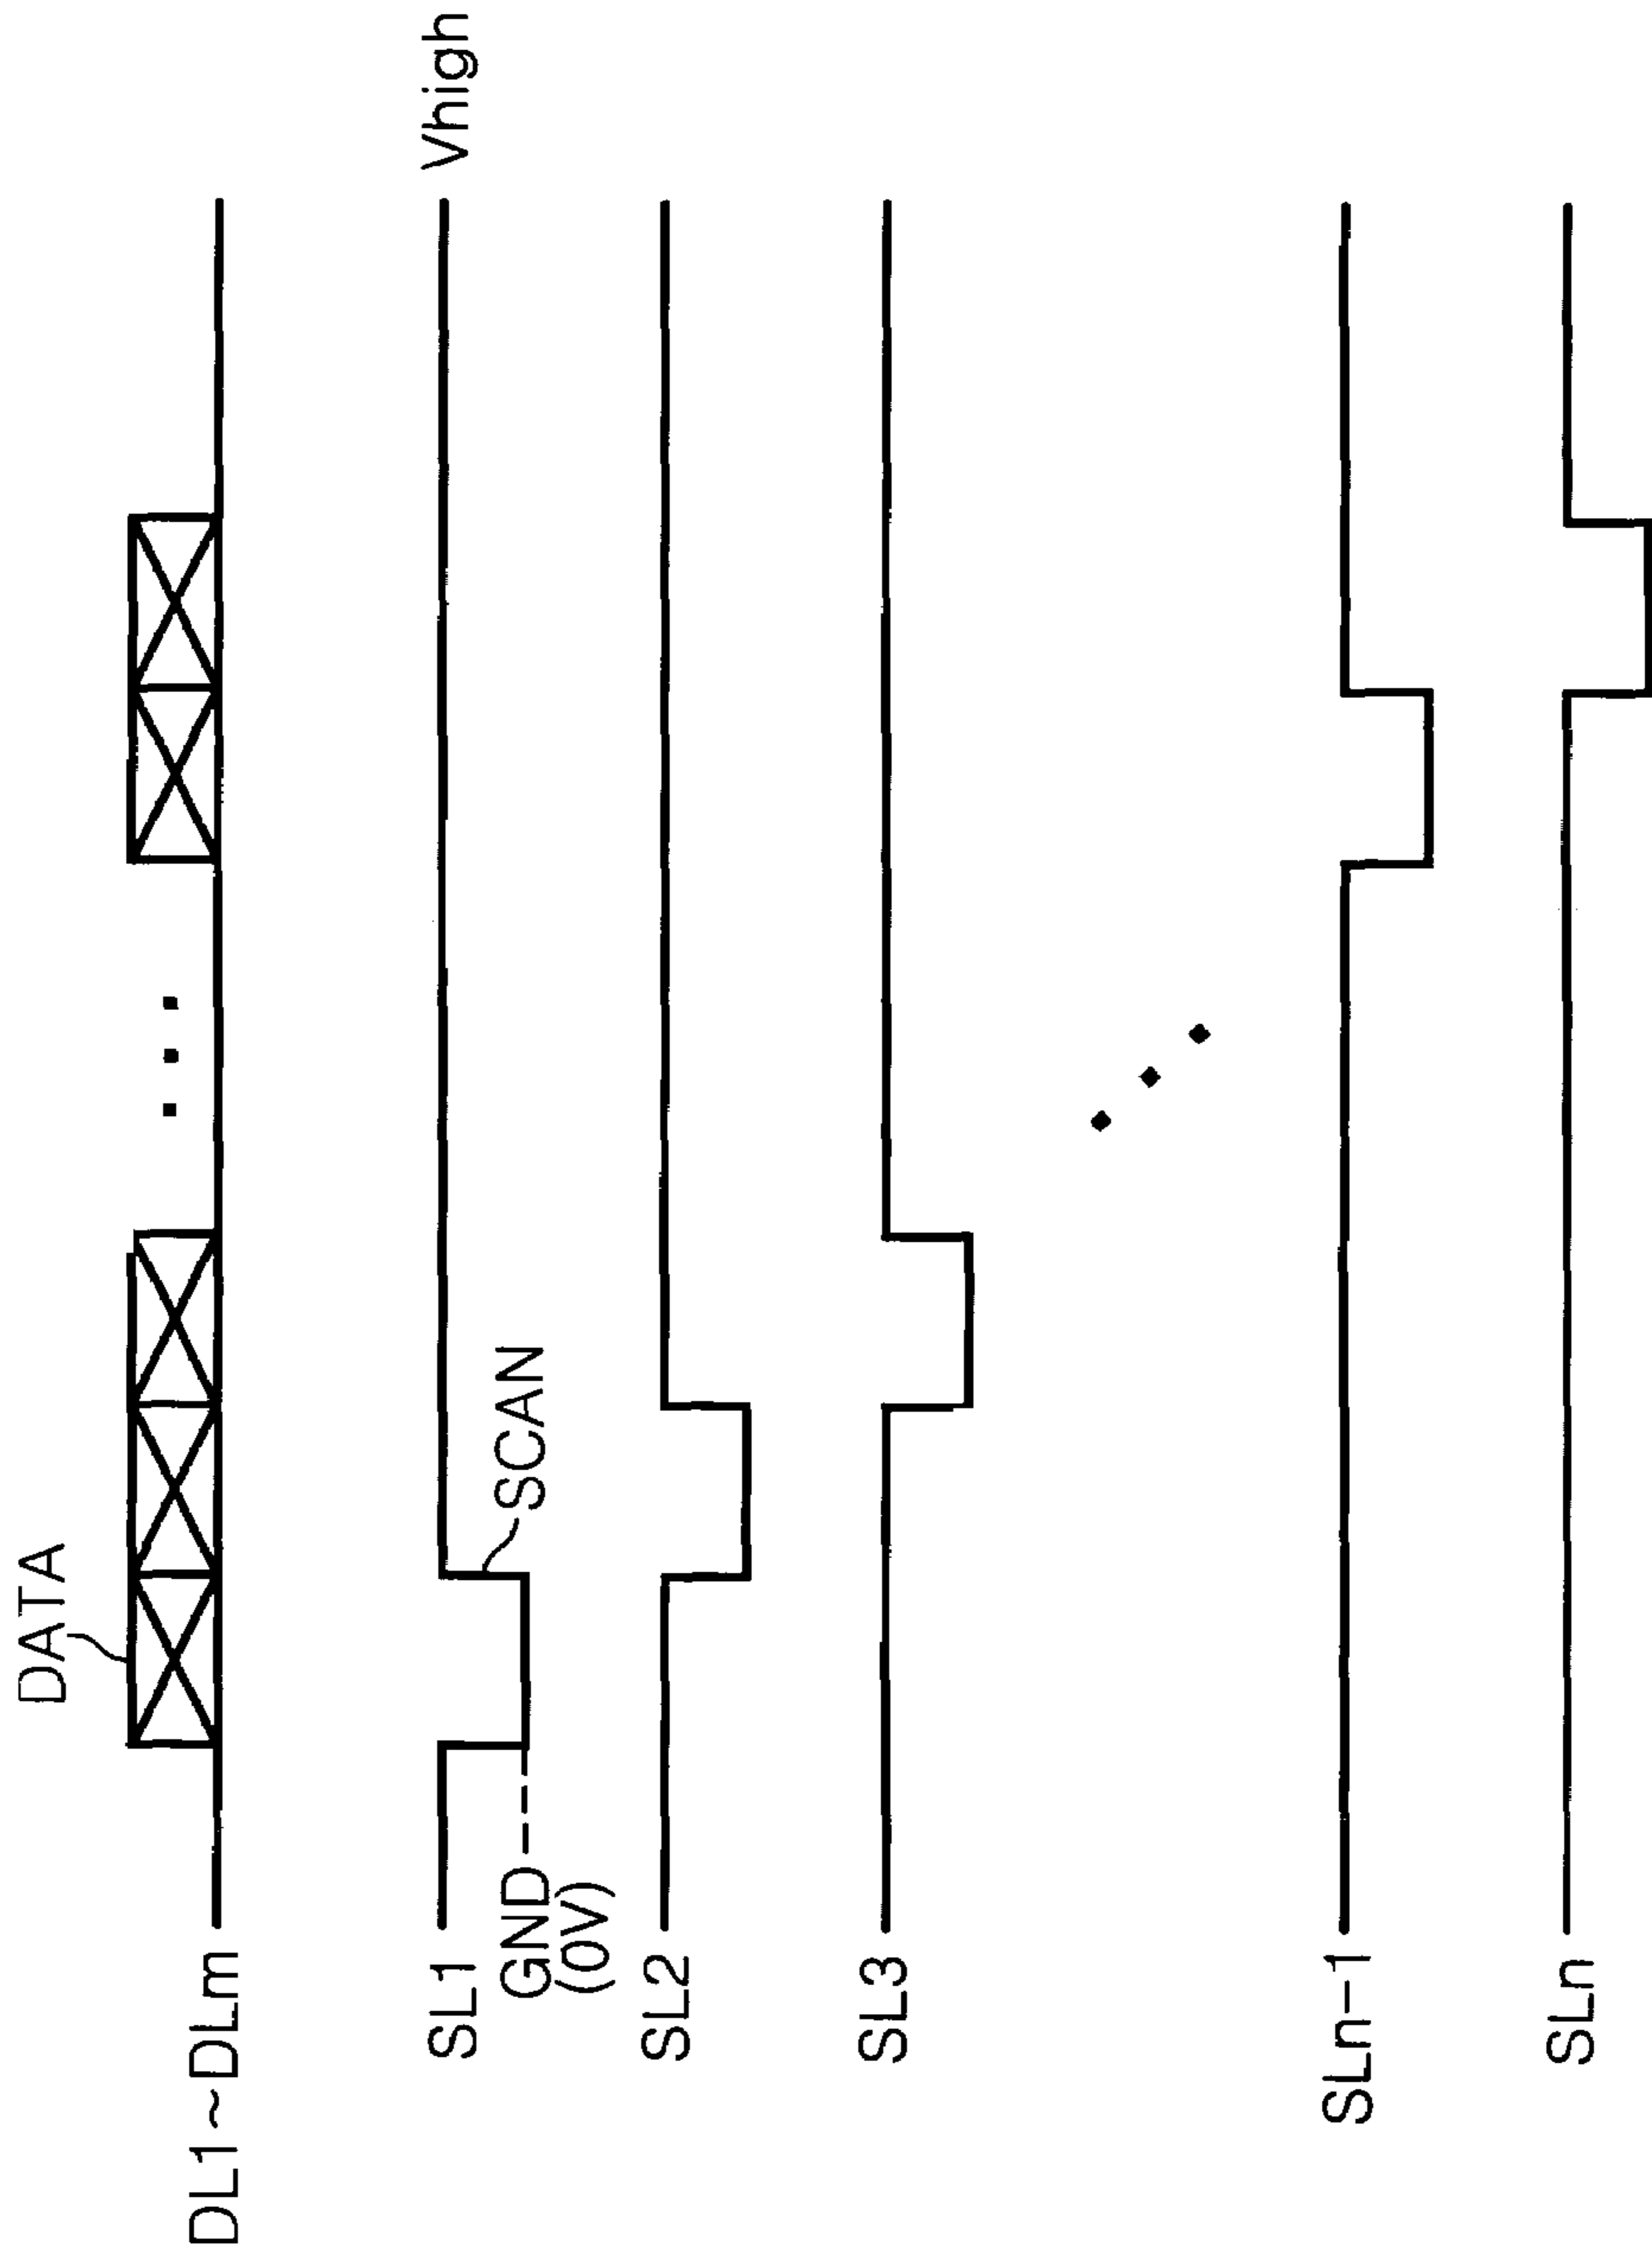 DATA
DL1~DLm
SL1
Vhigh
SCAN
GND
(0V)
SL2
SL3
SLn-1
SLn